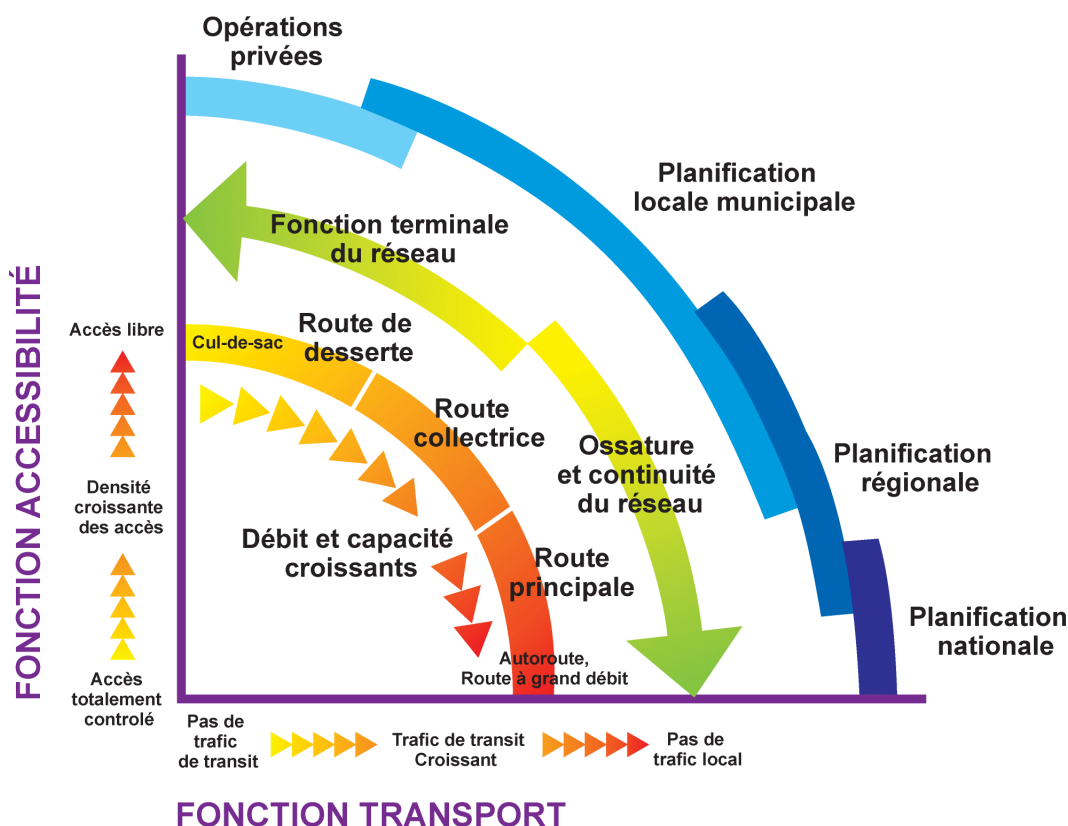 Opérations
privées
Planification
locale municipale
Fonction terminale
du réseau
Accès libre
Cul-de-sac
Route de
desserte
Route
collectrice
Ossature
et continuité
du réseau
Planification
régionale
Densité
croissante
des accès
Débit et capacité
croissants
Route
principale
Planification
nationale
Autoroute,
Route à grand débit
Accès
totalement
controlé
FONCTION ACCESSIBILITÉ
Pas de
trafic
de transit
Trafic de transit
Croissant
Pas de
trafic local
FONCTION TRANSPORT